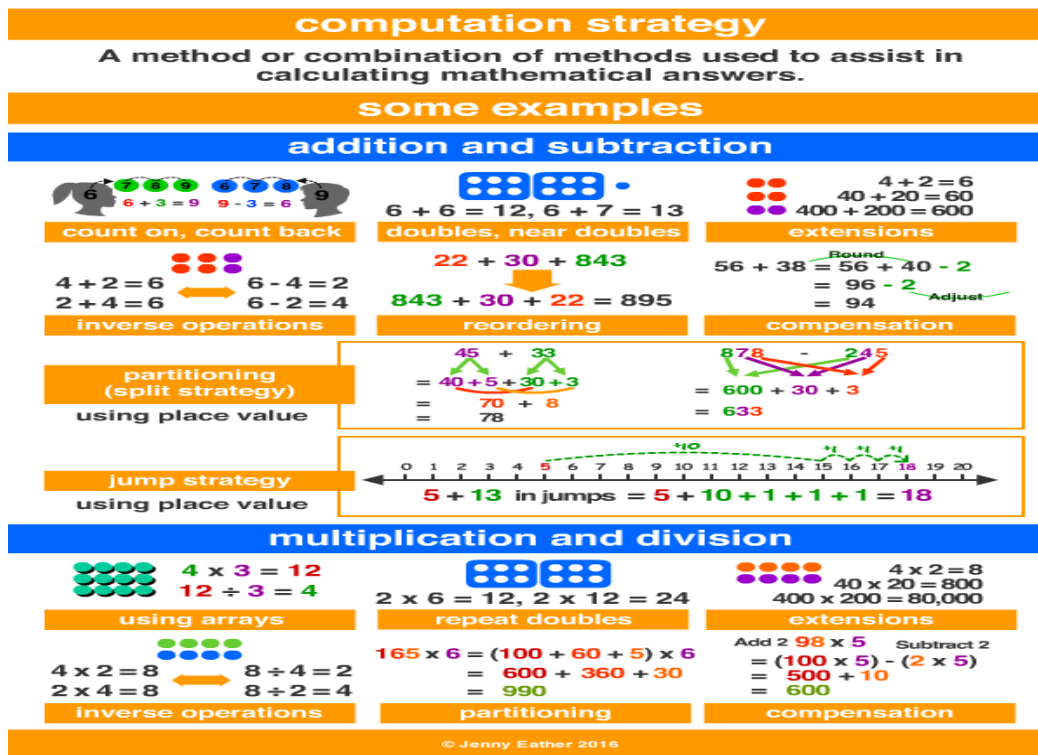 computation strategy
A method or combination of methods used to assist in
calculating mathematical answers.
some examples
addition and subtraction
6 7 8 9 6 7 8 9
6 + 3 = 9 9 - 3 = 6
count on, count back
6 + 6 = 12, 6 + 7 = 13
doubles, near doubles
4 + 2 = 6
40 + 20 = 60
400 + 200 = 600
extensions
4 + 2 = 6 6 - 4 = 2
2 + 4 = 6 6 - 2 = 4
inverse operations
22 + 30 + 843
843 + 30 + 22 = 895
reordering
Round
56 + 38 = 56 + 40 - 2
= 96 - 2
Adjust
= 94
compensation
partitioning
(split strategy)
using place value
45 + 33
= 40 + 5 + 30 + 3
= 70 + 8
= 78
878 - 245
= 600 + 30 + 3
= 633
jump strategy
using place value
+10 +1 +1 +1
0 1 2 3 4 5 6 7 8 9 10 11 12 13 14 15 16 17 18 19 20
5 + 13 in jumps = 5 + 10 + 1 + 1 + 1 = 18
multiplication and division
4 x 3 = 12
12 ÷ 3 = 4
using arrays
2 x 6 = 12, 2 x 12 = 24
repeat doubles
4 x 2 = 8
40 x 20 = 800
400 x 200 = 80,000
extensions
4 x 2 = 8 8 ÷ 4 = 2
2 x 4 = 8 8 ÷ 2 = 4
inverse operations
165 x 6 = (100 + 60 + 5) x 6
= 600 + 360 + 30
= 990
partitioning
Add 2 98 x 5 Subtract 2
= (100 x 5) - (2 x 5)
= 500 + 10
= 600
compensation
© Jenny Eather 2016